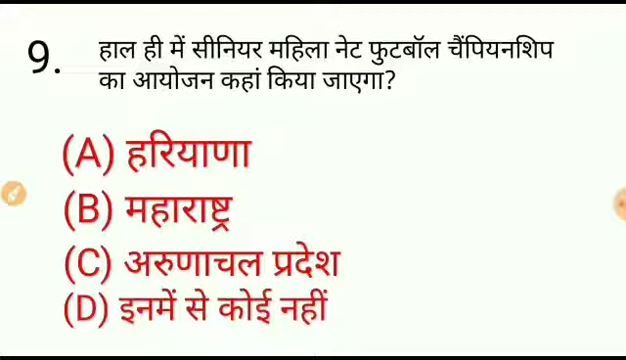 9. हाल ही में सीनियर महिला नेट फुटबॉल चैंपियनशिप
का आयोजन कहां किया जाएगा?
(A) हरियाणा
(B) महाराष्ट्र
(C) अरुणाचल प्रदेश
(D) इनमें से कोई नहीं